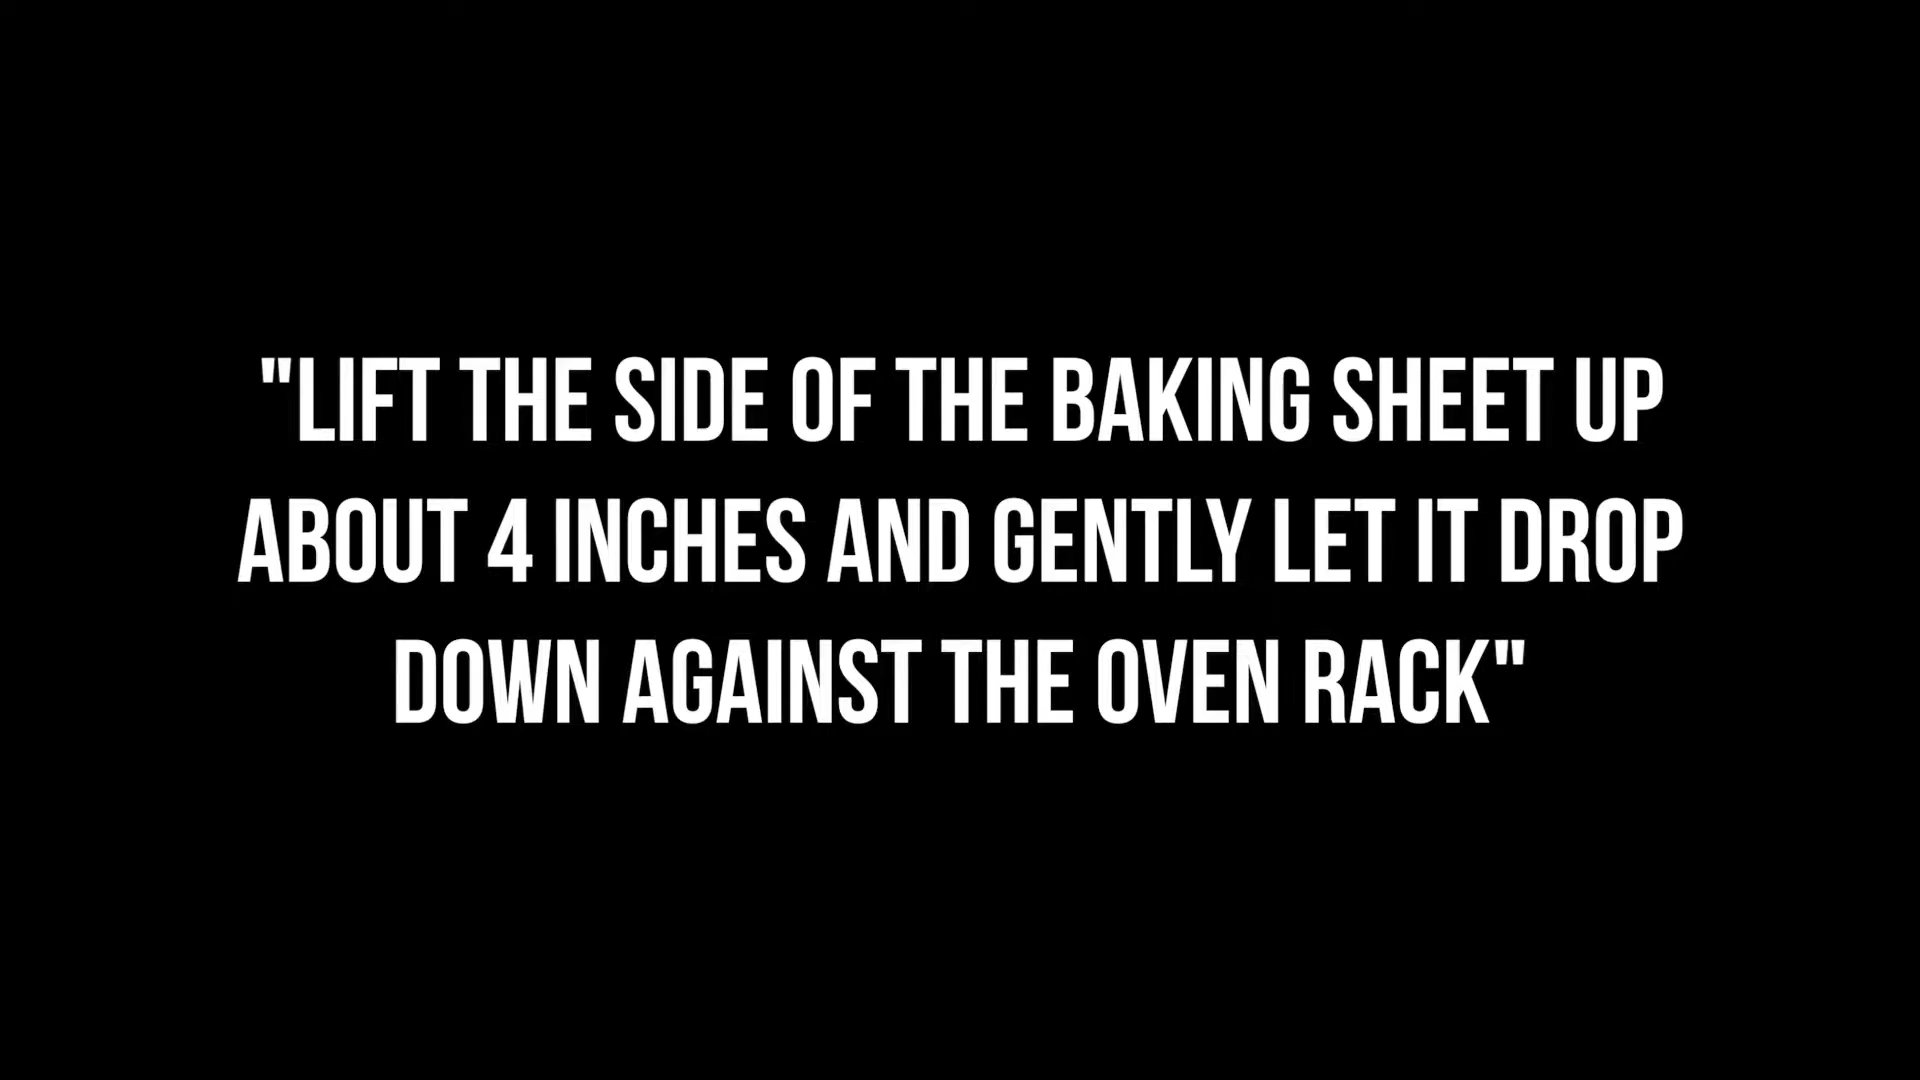 "LIFT THE SIDE OF THE BAKING SHEET UP
ABOUT 4 INCHES AND GENTLY LET IT DROP
DOWN AGAINST THE OVEN RACK"